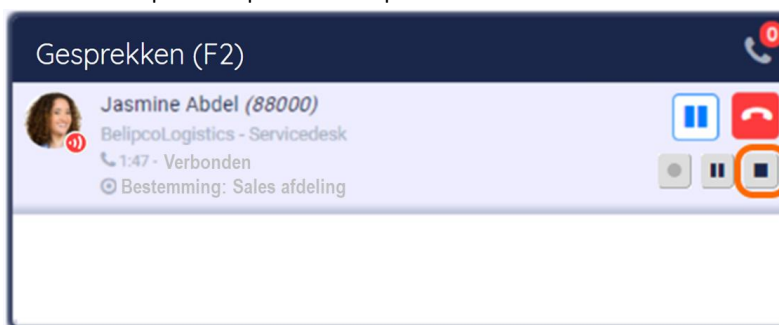 Gesprekken (F2)
0
Jasmine Abdel (88000)
BelipcoLogistics - Servicedesk
1:47 - Verbonden
Bestemming: Sales afdeling